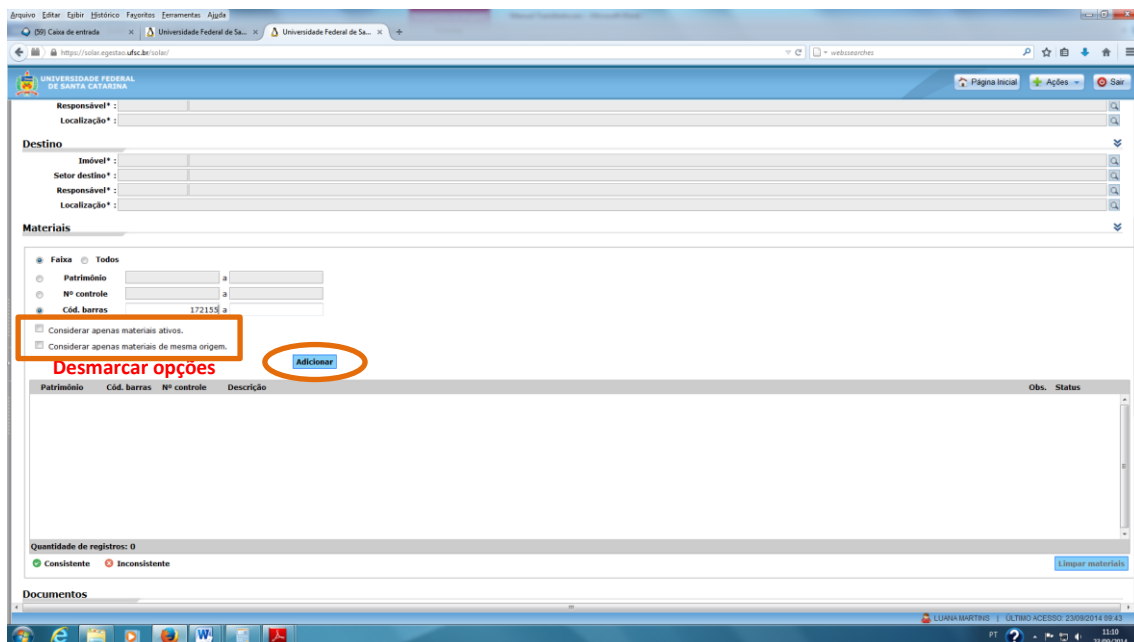 Arquivo Editar Exibir Histórico Favoritos Ferramentas Ajuda
(59) Caixa de entrada × Universidade Federal de Sa... × Universidade Federal de Sa... × +
https://solar.egestao.ufsc.br/solar/ websearches
UNIVERSIDADE FEDERAL
DE SANTA CATARINA
Página Inicial Ações Sair
Responsável* :
Localização* :
Destino
Imóvel* :
Setor destino* :
Responsável* :
Localização* :
Materiais
Faixa Todos
Patrimônio a
Nº controle a
Cód. barras 172155 a
Considerar apenas materiais ativos.
Considerar apenas materiais de mesma origem.
Desmarcar opções
Adicionar
Patrimônio Cód. barras Nº controle Descrição Obs. Status
Quantidade de registros: 0
Consistente Inconsistente Limpar materiais
Documentos
LUANA MARTINS | ÚLTIMO ACESSO: 23/09/2014 09:43
PT 11:10
23/09/2014